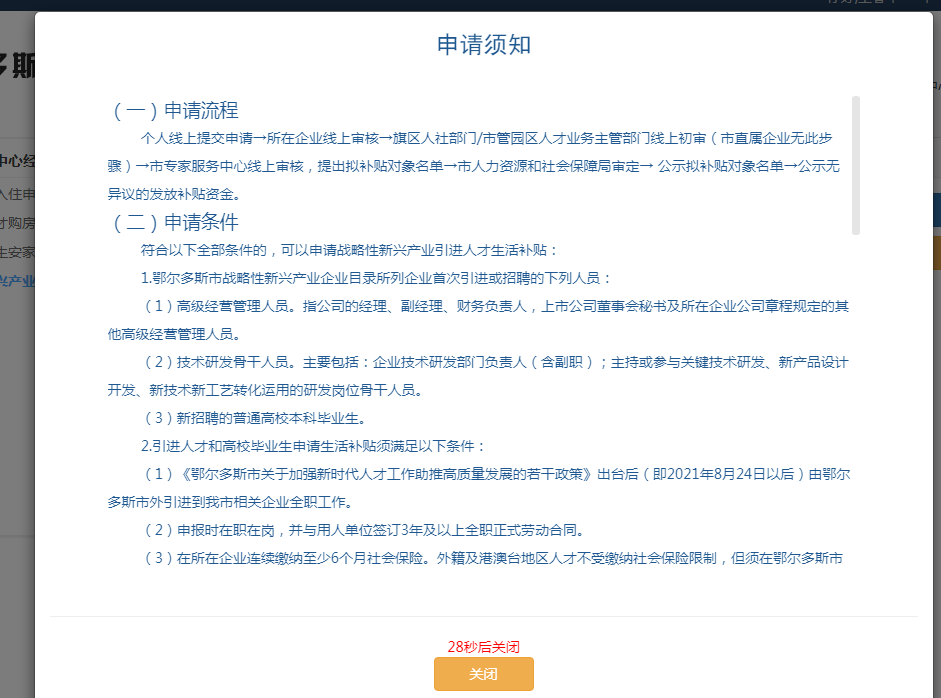 申请须知
多斯
（一）申请流程
个人线上提交申请→所在企业线上审核→旗区人社部门/市管园区人才业务主管部门线上初审（市直属企业无此步
中心经
骤）→市专家服务中心线上审核，提出拟补贴对象名单→市人力资源和社会保障局审定→ 公示拟补贴对象名单→公示无
入住申
异议的发放补贴资金。
才购房
（二）申请条件
生安家
符合以下全部条件的，可以申请战略性新兴产业引进人才生活补贴：
兴产业
1.鄂尔多斯市战略性新兴产业企业目录所列企业首次引进或招聘的下列人员：
（1）高级经营管理人员。指公司的经理、副经理、财务负责人，上市公司董事会秘书及所在企业公司章程规定的其
他高级经营管理人员。
（2）技术研发骨干人员。主要包括：企业技术研发部门负责人（含副职）；主持或参与关键技术研发、新产品设计
开发、新技术新工艺转化运用的研发岗位骨干人员。
（3）新招聘的普通高校本科毕业生。
2.引进人才和高校毕业生申请生活补贴须满足以下条件：
（1）《鄂尔多斯市关于加强新时代人才工作助推高质量发展的若干政策》出台后（即2021年8月24日以后）由鄂尔
多斯市外引进到我市相关企业全职工作。
（2）申报时在职在岗，并与用人单位签订3年及以上全职正式劳动合同。
（3）在所在企业连续缴纳至少6个月社会保险。外籍及港澳台地区人才不受缴纳社会保险限制，但须在鄂尔多斯市
28秒后关闭
关闭